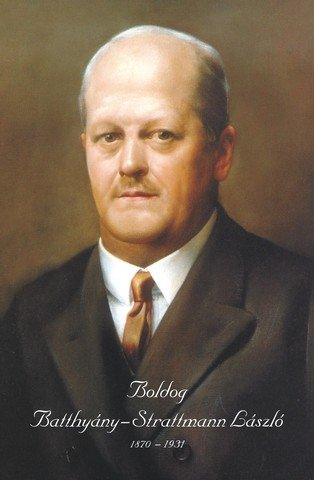 Boldog
Batthyány–Strattmann László
1870 – 1931